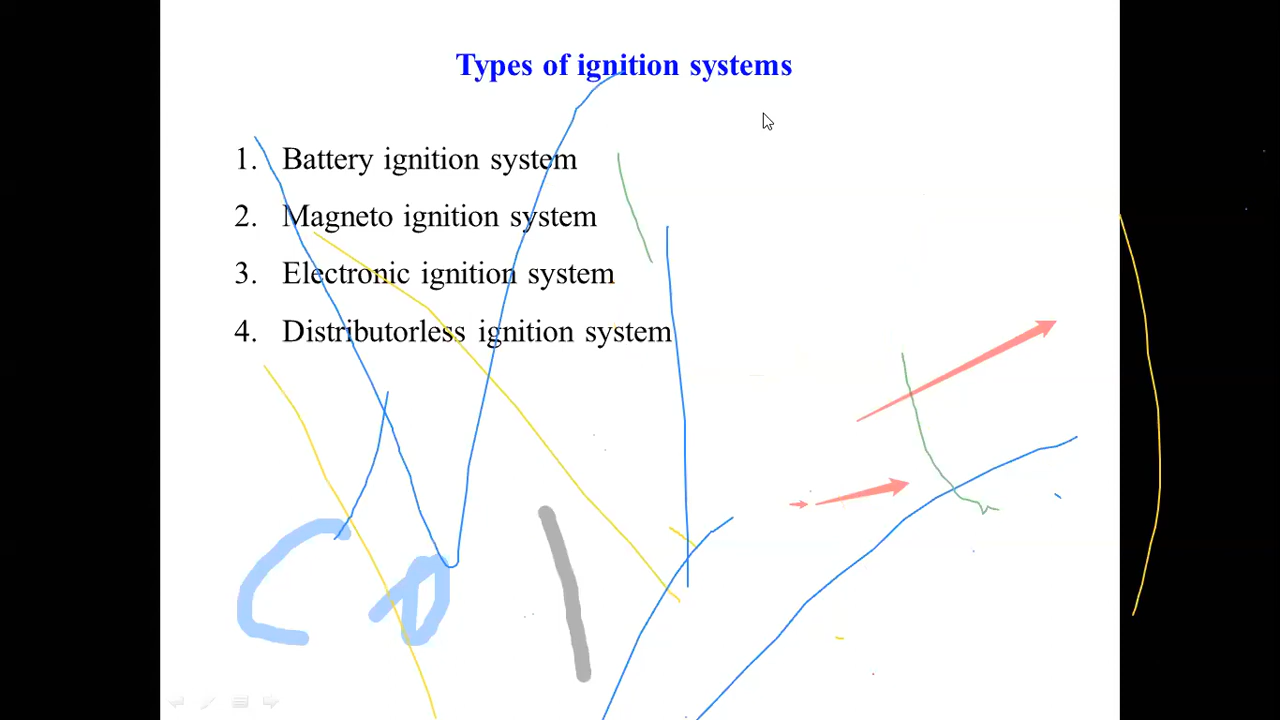 Types of ignition systems
1. Battery ignition system
2. Magneto ignition system
3. Electronic ignition system
4. Distributorless ignition system